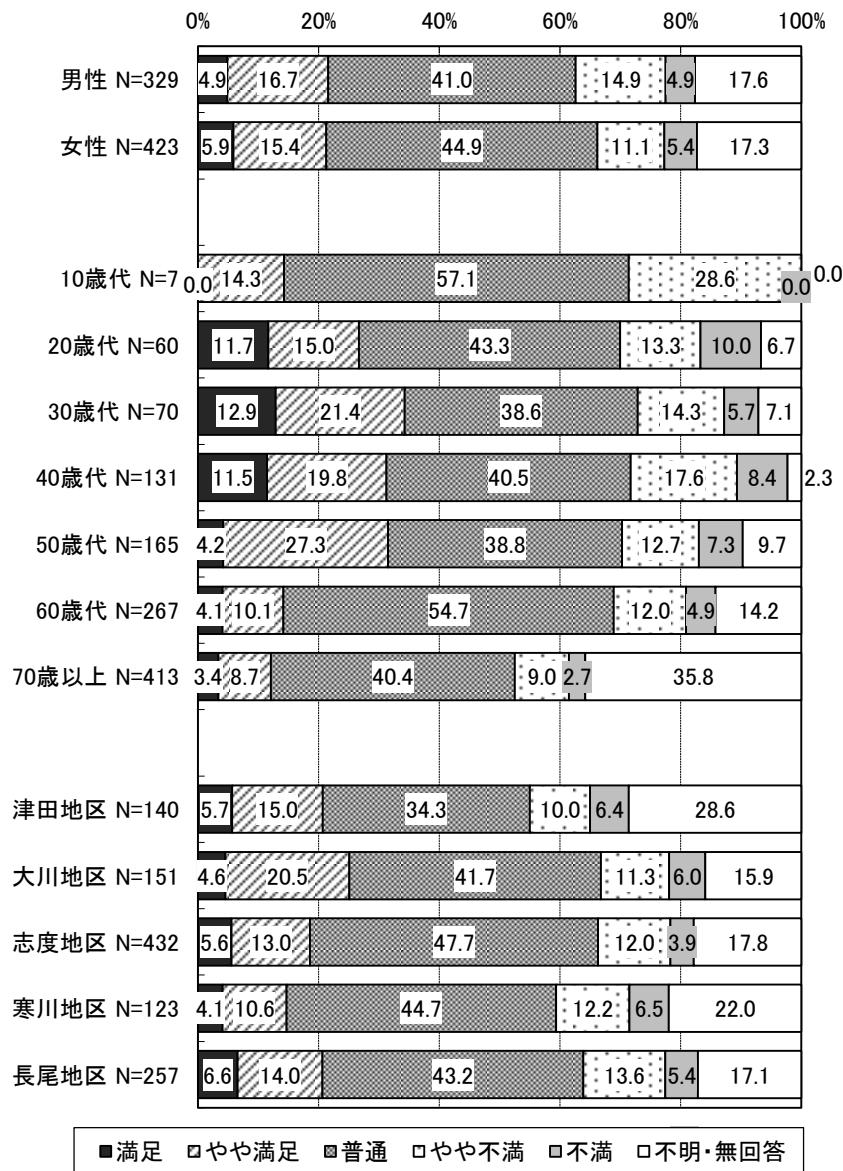 0% 20% 40% 60% 80% 100%
男性 N=329 4.9 16.7 41.0 14.9 4.9 17.6
女性 N=423 5.9 15.4 44.9 11.1 5.4 17.3
10歳代 N=7 0.0 14.3 57.1 28.6 0.0 0.0
20歳代 N=60 11.7 15.0 43.3 13.3 10.0 6.7
30歳代 N=70 12.9 21.4 38.6 14.3 5.7 7.1
40歳代 N=131 11.5 19.8 40.5 17.6 8.4 2.3
50歳代 N=165 4.2 27.3 38.8 12.7 7.3 9.7
60歳代 N=267 4.1 10.1 54.7 12.0 4.9 14.2
70歳以上 N=413 3.4 8.7 40.4 9.0 2.7 35.8
津田地区 N=140 5.7 15.0 34.3 10.0 6.4 28.6
大川地区 N=151 4.6 20.5 41.7 11.3 6.0 15.9
志度地区 N=432 5.6 13.0 47.7 12.0 3.9 17.8
寒川地区 N=123 4.1 10.6 44.7 12.2 6.5 22.0
長尾地区 N=257 6.6 14.0 43.2 13.6 5.4 17.1
満足 やや満足 普通 やや不満 不満 不明・無回答